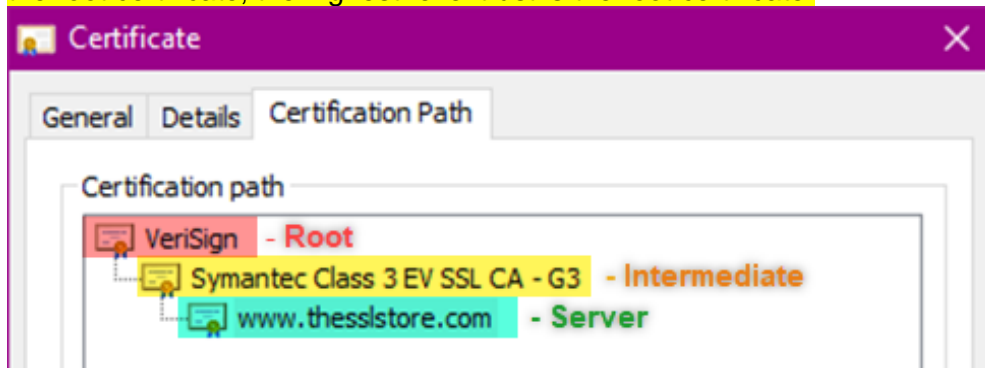 Certificate
General Details Certification Path
Certification path
VeriSign - Root
Symantec Class 3 EV SSL CA - G3 - Intermediate
www.thesslstore.com - Server